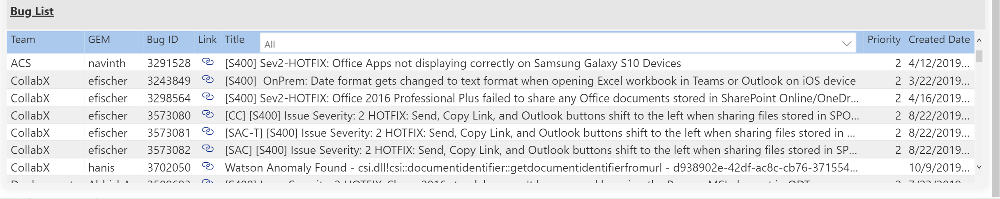 Bug List
Team GEM Bug ID Link Title All Priority Created Date
ACS navinth 3291528 [S400] Sev2-HOTFIX: Office Apps not displaying correctly on Samsung Galaxy S10 Devices 2 4/12/2019...
CollabX efischer 3243849 [S400]  OnPrem: Date format gets changed to text format when opening Excel workbook in Teams or Outlook on iOS device 2 3/22/2019...
CollabX efischer 3298564 [S400] Sev2-HOTFIX: Office 2016 Professional Plus failed to share any Office documents stored in SharePoint Online/OneDr... 2 4/16/2019...
CollabX efischer 3573080 [CC] [S400] Issue Severity: 2 HOTFIX: Send, Copy Link, and Outlook buttons shift to the left when sharing files stored in SPO... 2 8/22/2019...
CollabX efischer 3573081 [SAC-T] [S400] Issue Severity: 2 HOTFIX: Send, Copy Link, and Outlook buttons shift to the left when sharing files stored in ... 2 8/22/2019...
CollabX efischer 3573082 [SAC] [S400] Issue Severity: 2 HOTFIX: Send, Copy Link, and Outlook buttons shift to the left when sharing files stored in SP... 2 8/22/2019...
CollabX hanis 3702050 Watson Anomaly Found - csi.dll!csi::documentidentifier::getdocumentidentifierfromurl - d938902e-42df-ac8c-cb76-371554... 10/9/2019...